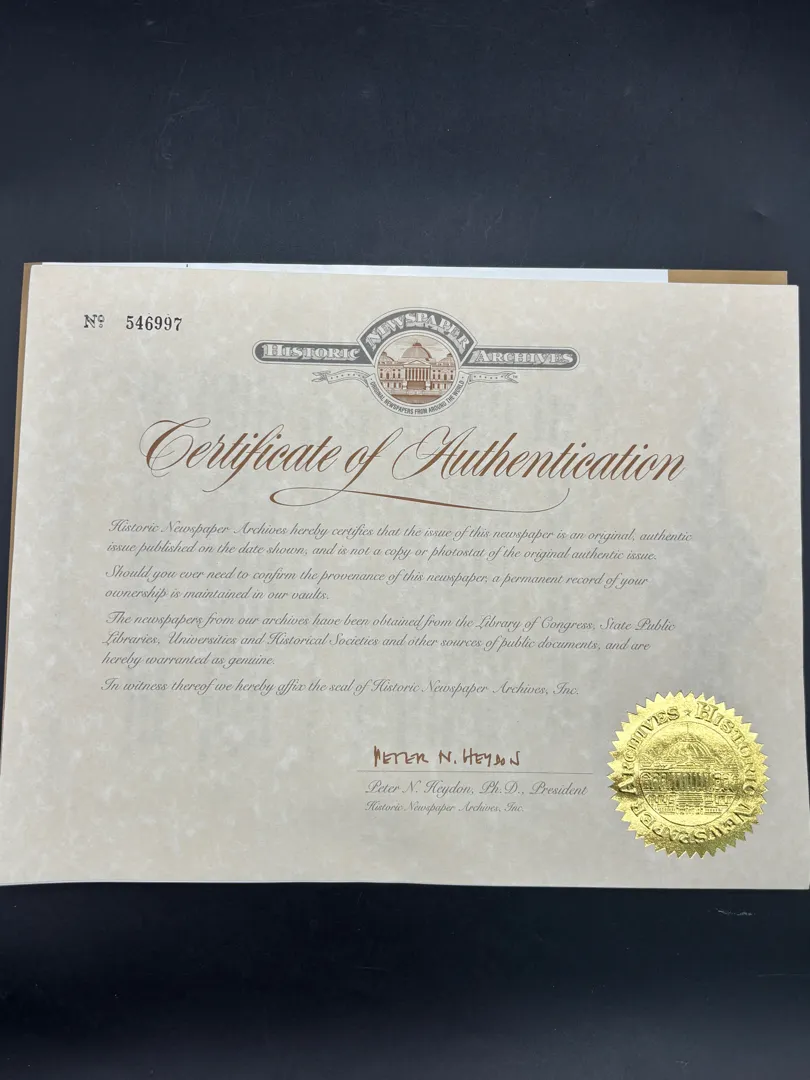 Nº 546997
HISTORIC NEWSPAPER ARCHIVES
ORIGINAL NEWSPAPERS FROM AROUND THE WORLD
Certificate of Authentication
Historic Newspaper Archives hereby certifies that the issue of this newspaper is an original, authentic
issue published on the date shown, and is not a copy or photostat of the original authentic issue.
Should you ever need to confirm the provenance of this newspaper, a permanent record of your
ownership is maintained in our vaults.
The newspapers from our archives have been obtained from the Library of Congress, State Public
Libraries, Universities and Historical Societies and other sources of public documents, and are
hereby warranted as genuine.
In witness thereof we hereby affix the seal of Historic Newspaper Archives, Inc.
PETER N. HEYDON
Peter N. Heydon, Ph.D., President
Historic Newspaper Archives, Inc.
HISTORIC NEWSPAPER ARCHIVES